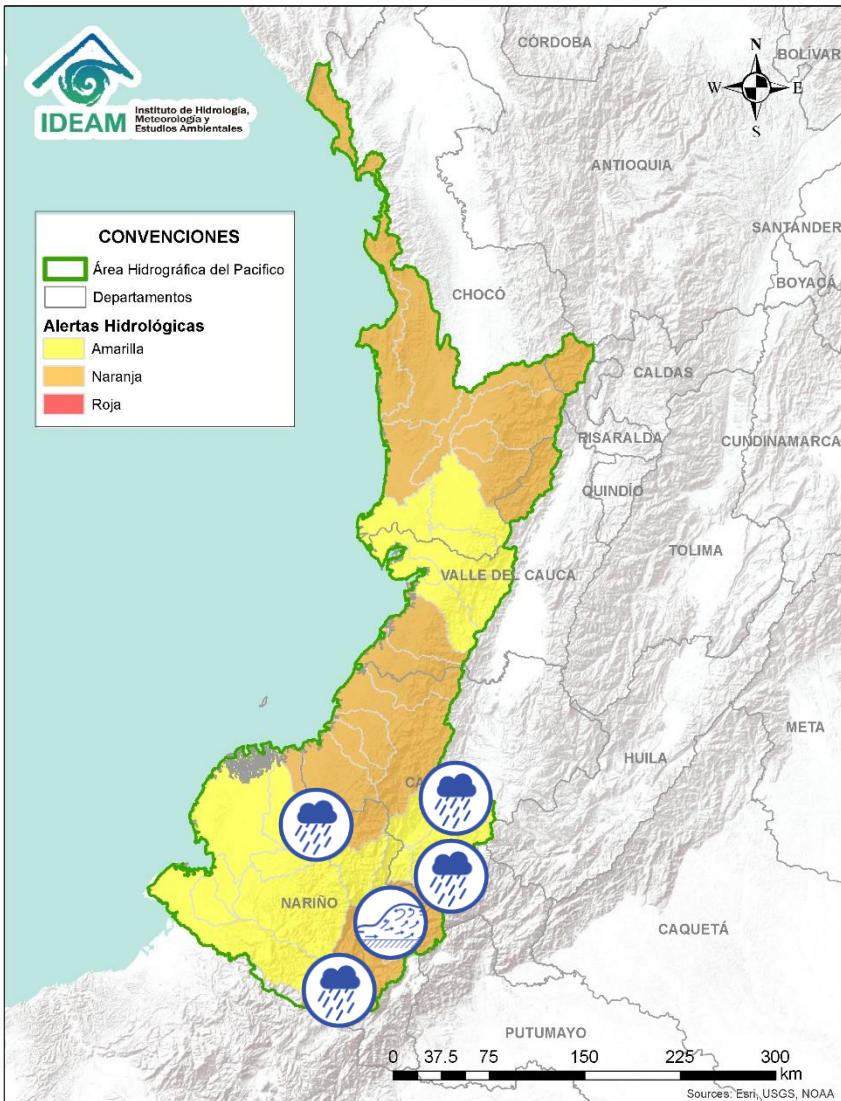 IDEAM
Instituto de Hidrología,
Meteorología y
Estudios Ambientales
CÓRDOBA
BOLÍVAR
N
W
E
S
ANTIOQUIA
SANTANDER
BOYACÁ
CONVENCIONES
Área Hidrográfica del Pacifico
Departamentos
Alertas Hidrológicas
Amarilla
Naranja
Roja
CHOCÓ
CALDAS
RISARALDA
CUNDINAMARCA
QUINDÍO
TOLIMA
VALLE DEL CAUCA
META
HUILA
CA
NARIÑO
CAQUETÁ
PUTUMAYO
0 37.5 75 150 225 300
km
Sources: Esri, USGS, NOAA